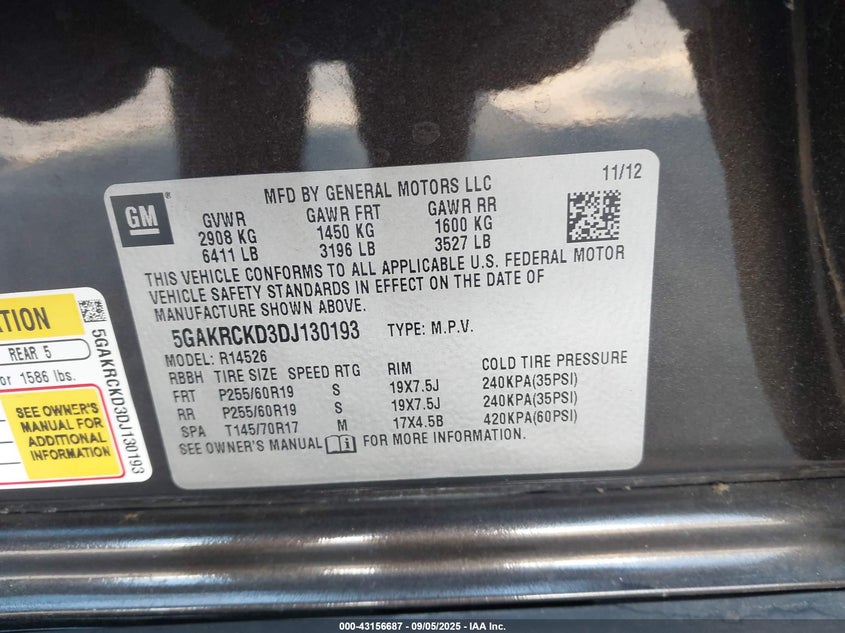 GM
®
MFD BY GENERAL MOTORS LLC
11/12
GVWR GAWR FRT GAWR RR
2908 KG 1450 KG 1600 KG
6411 LB 3196 LB 3527 LB
THIS VEHICLE CONFORMS TO ALL APPLICABLE U.S. FEDERAL MOTOR
VEHICLE SAFETY STANDARDS IN EFFECT ON THE DATE OF
MANUFACTURE SHOWN ABOVE.
5GAKRCKD3DJ130193 TYPE: M.P.V.
MODEL: R14526
RBBH TIRE SIZE SPEED RTG RIM COLD TIRE PRESSURE
FRT P255/60R19 S 19X7.5J 240KPA(35PSI)
RR P255/60R19 S 19X7.5J 240KPA(35PSI)
SPA T145/70R17 M 17X4.5B 420KPA(60PSI)
SEE OWNER'S MANUAL FOR MORE INFORMATION.
REAR 5
or 1586 lbs.
SEE OWNER'S
MANUAL FOR
ADDITIONAL
INFORMATION
5GAKRCKD3DJ130193
000-43156687 - 09/05/2025 - IAA Inc.